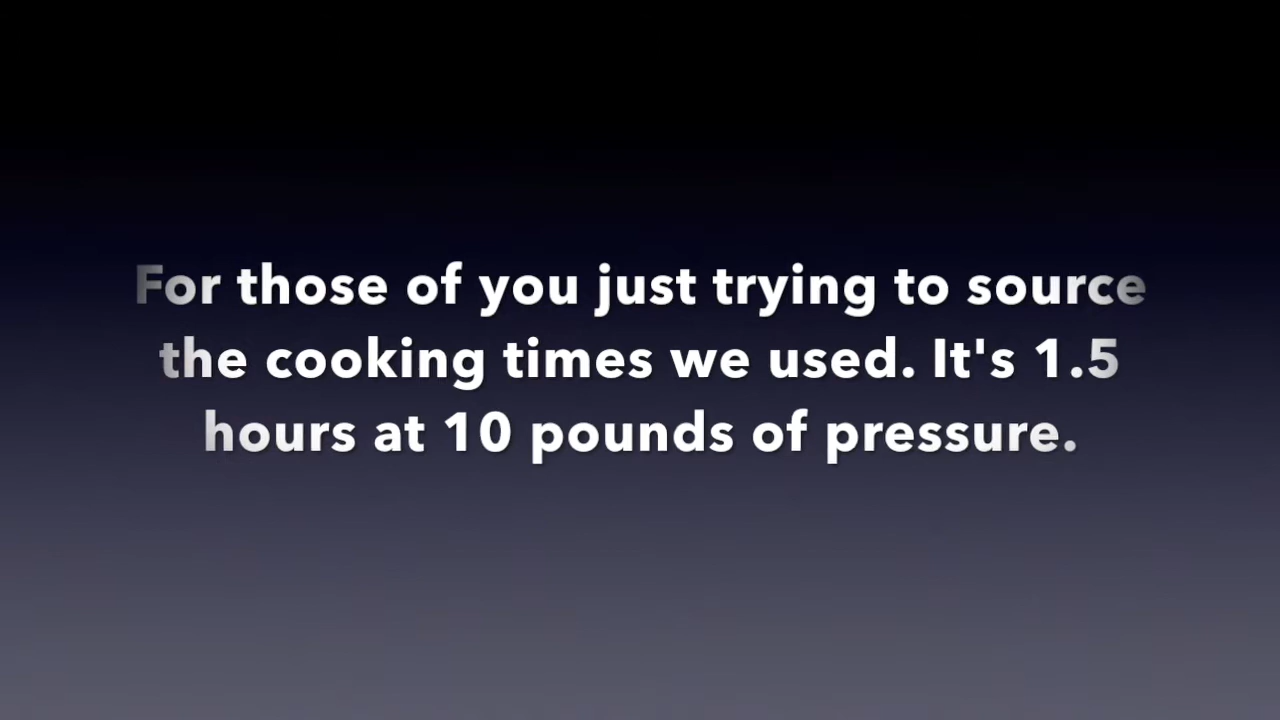 For those of you just trying to source
the cooking times we used. It's 1.5
hours at 10 pounds of pressure.